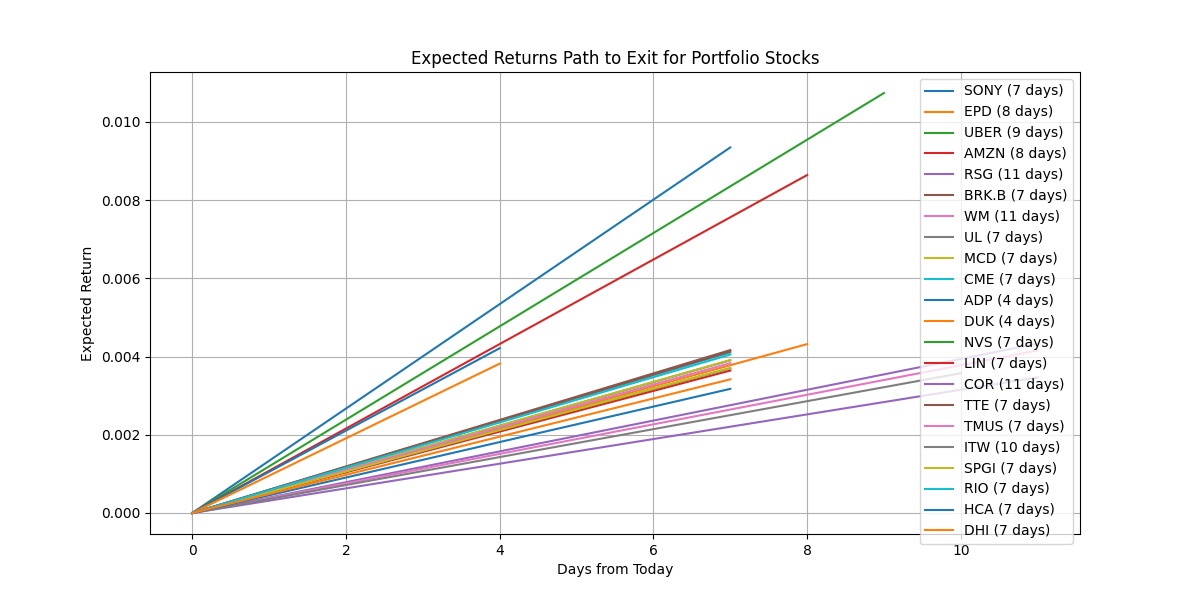 Expected Returns Path to Exit for Portfolio Stocks
Expected Return
0.010
0.008
0.006
0.004
0.002
0.000
0
2
4
6
8
10
Days from Today
SONY (7 days)
EPD (8 days)
UBER (9 days)
AMZN (8 days)
RSG (11 days)
BRK.B (7 days)
WM (11 days)
UL (7 days)
MCD (7 days)
CME (7 days)
ADP (4 days)
DUK (4 days)
NVS (7 days)
LIN (7 days)
COR (11 days)
TTE (7 days)
TMUS (7 days)
ITW (10 days)
SPGI (7 days)
RIO (7 days)
HCA (7 days)
DHI (7 days)